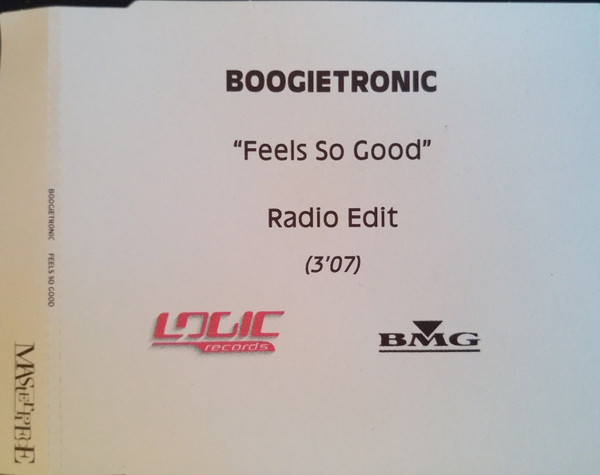 BOOGIETRONIC
“Feels So Good”
Radio Edit
(3'07)
LOGIC
records
BMG
BOOGIETRONIC FEELS SO GOOD
MASTERPIECE